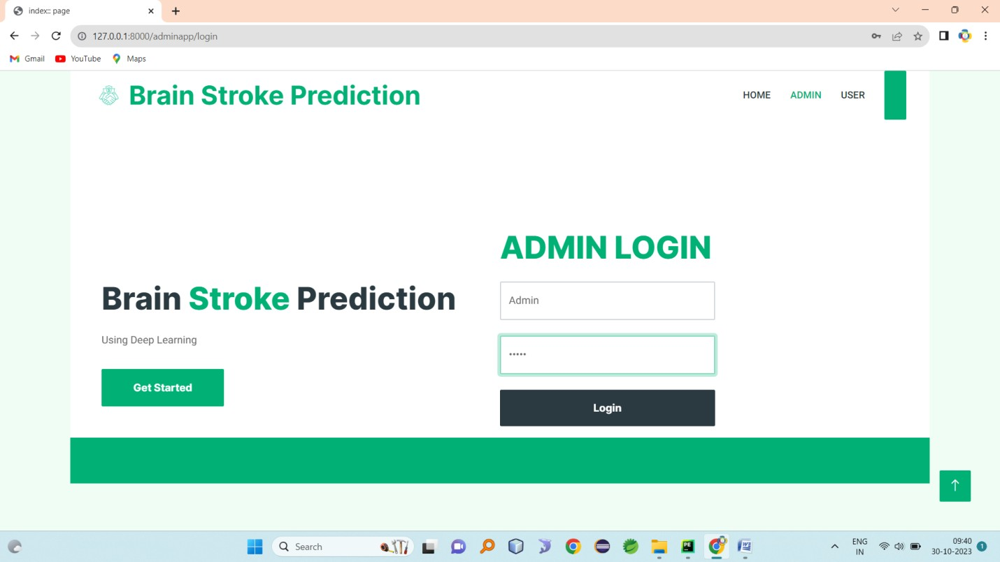 index:: page
127.0.0.1:8000/adminapp/login
Gmail YouTube Maps
Brain Stroke Prediction
HOME ADMIN USER
ADMIN LOGIN
Admin
Brain Stroke Prediction
Using Deep Learning
•••••
Get Started
Login
Search
ENG
IN
09:40
30-10-2023
1